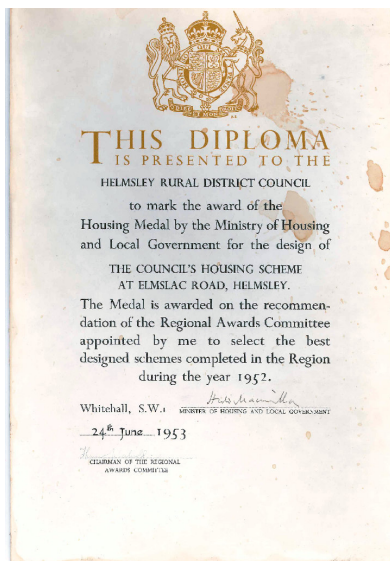 THIS DIPLOMA
IS PRESENTED TO THE
HELMSLEY RURAL DISTRICT COUNCIL
to mark the award of the
Housing Medal by the Ministry of Housing
and Local Government for the design of
THE COUNCIL'S HOUSING SCHEME
AT ELMSLAC ROAD, HELMSLEY.
The Medal is awarded on the recommen-
dation of the Regional Awards Committee
appointed by me to select the best
designed schemes completed in the Region
during the year 1952.
Whitehall, S.W.1
MINISTER OF HOUSING AND LOCAL GOVERNMENT
24th June 1953
CHAIRMAN OF THE REGIONAL
AWARDS COMMITTEE